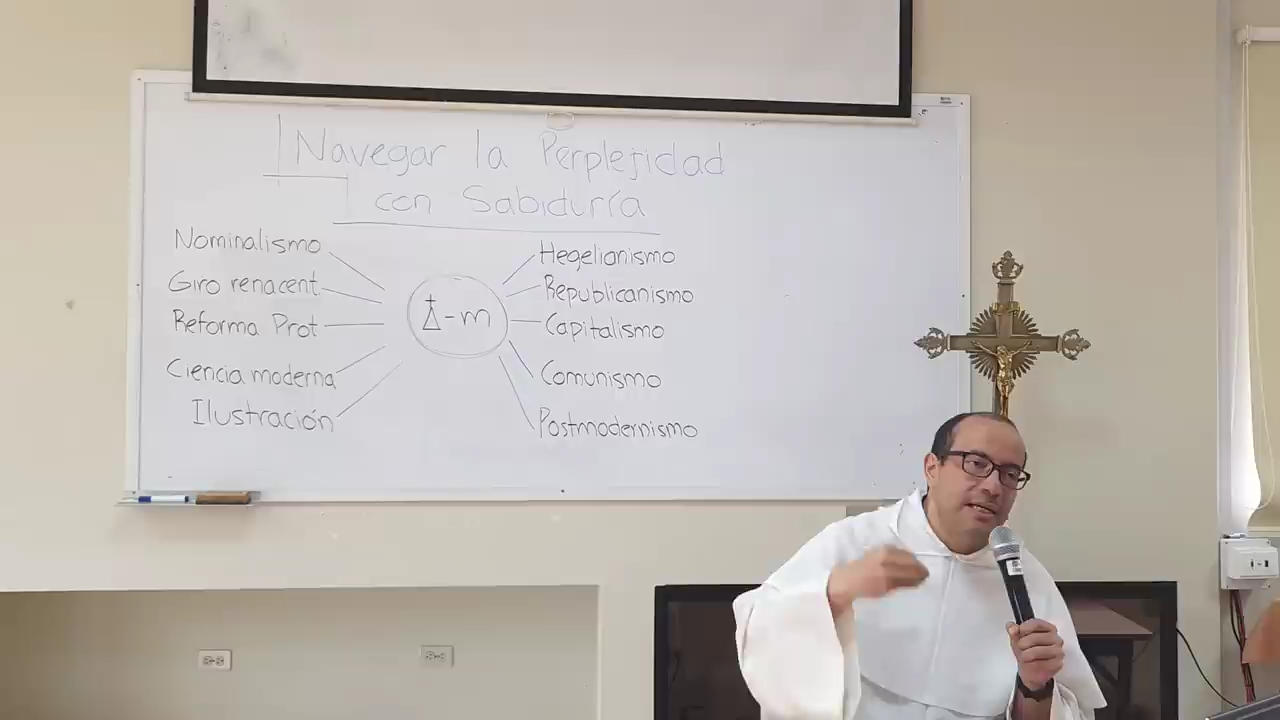 Navegar la Perplejidad
con Sabiduría
Nominalismo
Giro renacent.
Reforma Prot
Ciencia moderna
Ilustración
-m
Hegelianismo
Republicanismo
Capitalismo
Comunismo
Postmodernismo